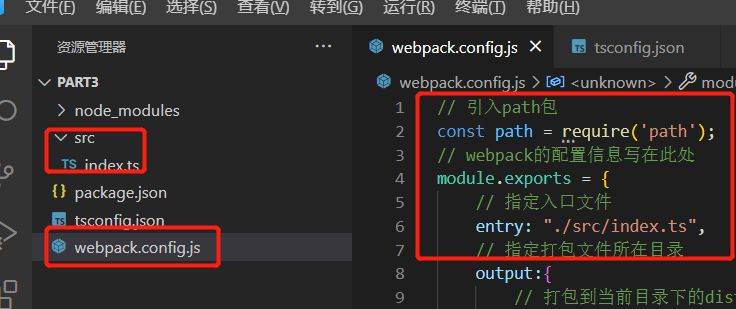 文件(F) 编辑(E) 选择(S) 查看(V) 转到(G) 运行(R) 终端(T) 帮助(H)
资源管理器 ...
PART3
node_modules
src
TS index.ts
package.json
tsconfig.json
webpack.config.js
webpack.config.js tsconfig.json
webpack.config.js > <unknown> >
1 // 引入path包
2 const path = require('path');
3 // webpack的配置信息写在此处
4 module.exports = {
5 // 指定入口文件
6 entry: "./src/index.ts",
7 // 指定打包文件所在目录
8 output:{
9 // 打包到当前目录下的dis